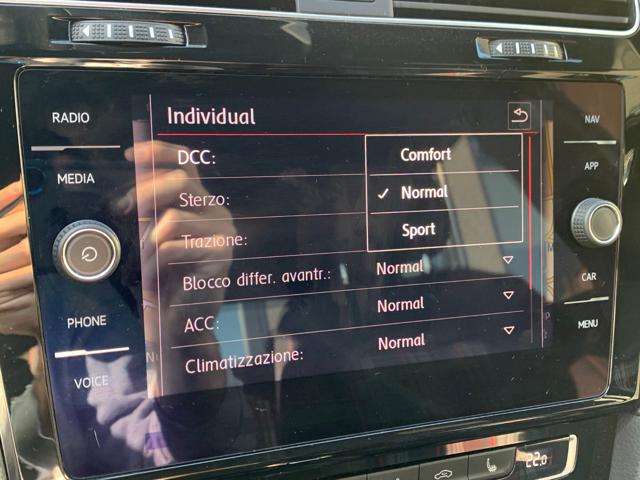 Individual
DCC:
Comfort
Normal
Sport
Sterzo:
Trazione:
Blocco differ. avantr.: Normal
ACC: Normal
Climatizzazione: Normal
RADIO
MEDIA
PHONE
VOICE
NAV
APP
CAR
MENU
22.0